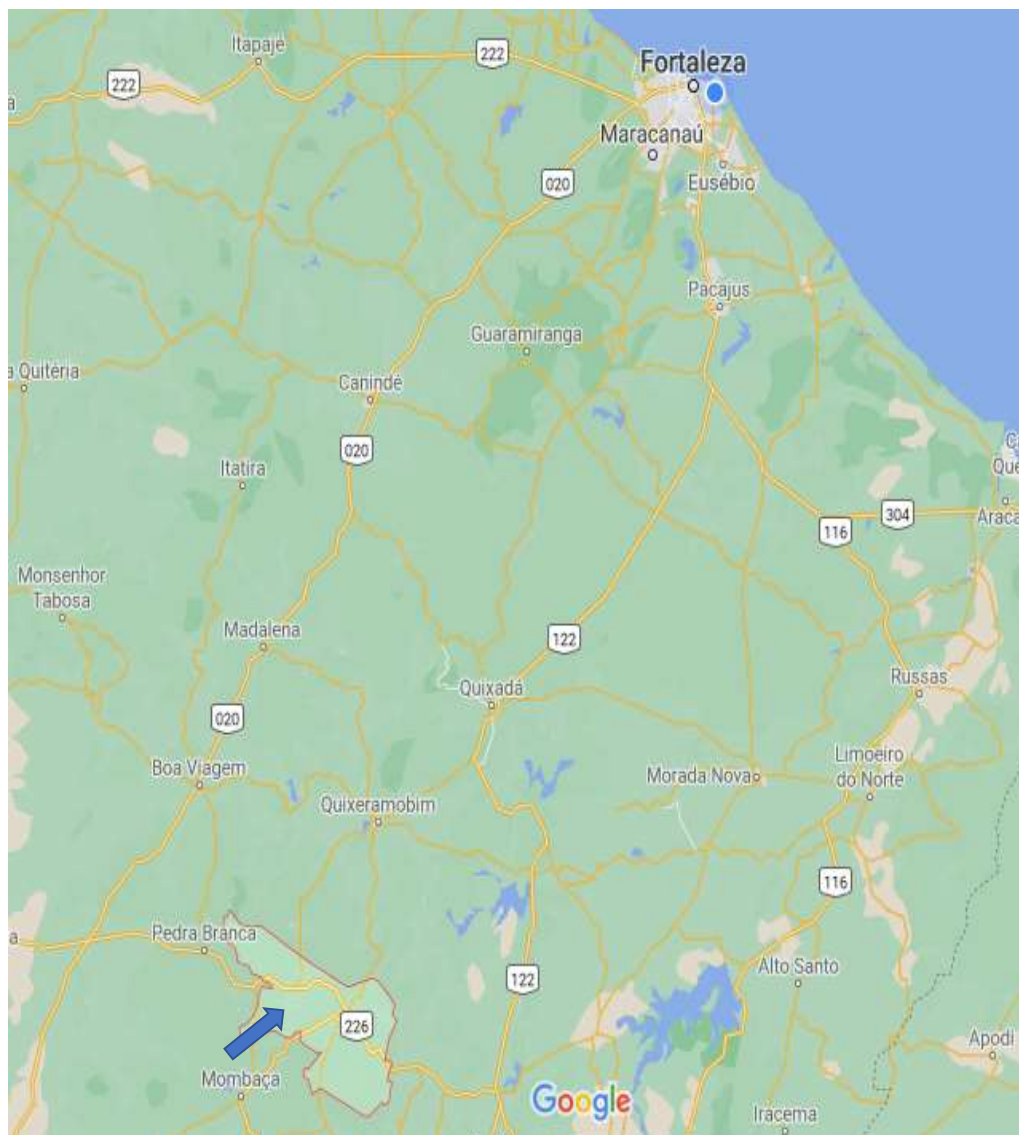 Itapajé
222
222
Fortaleza
Maracanaú
020
Eusébio
Pacajus
Guaramiranga
a Quitéria
Canindé
020
Itatira
304
116
Araca
Monsenhor
Tabosa
Madalena
122
Quixadá
Russas
020
Boa Viagem
Limoeiro
do Norte
Morada Nova
Quixeramobim
116
Pedra Branca
Alto Santo
122
226
Apodi
Mombaça
Google
Iracema